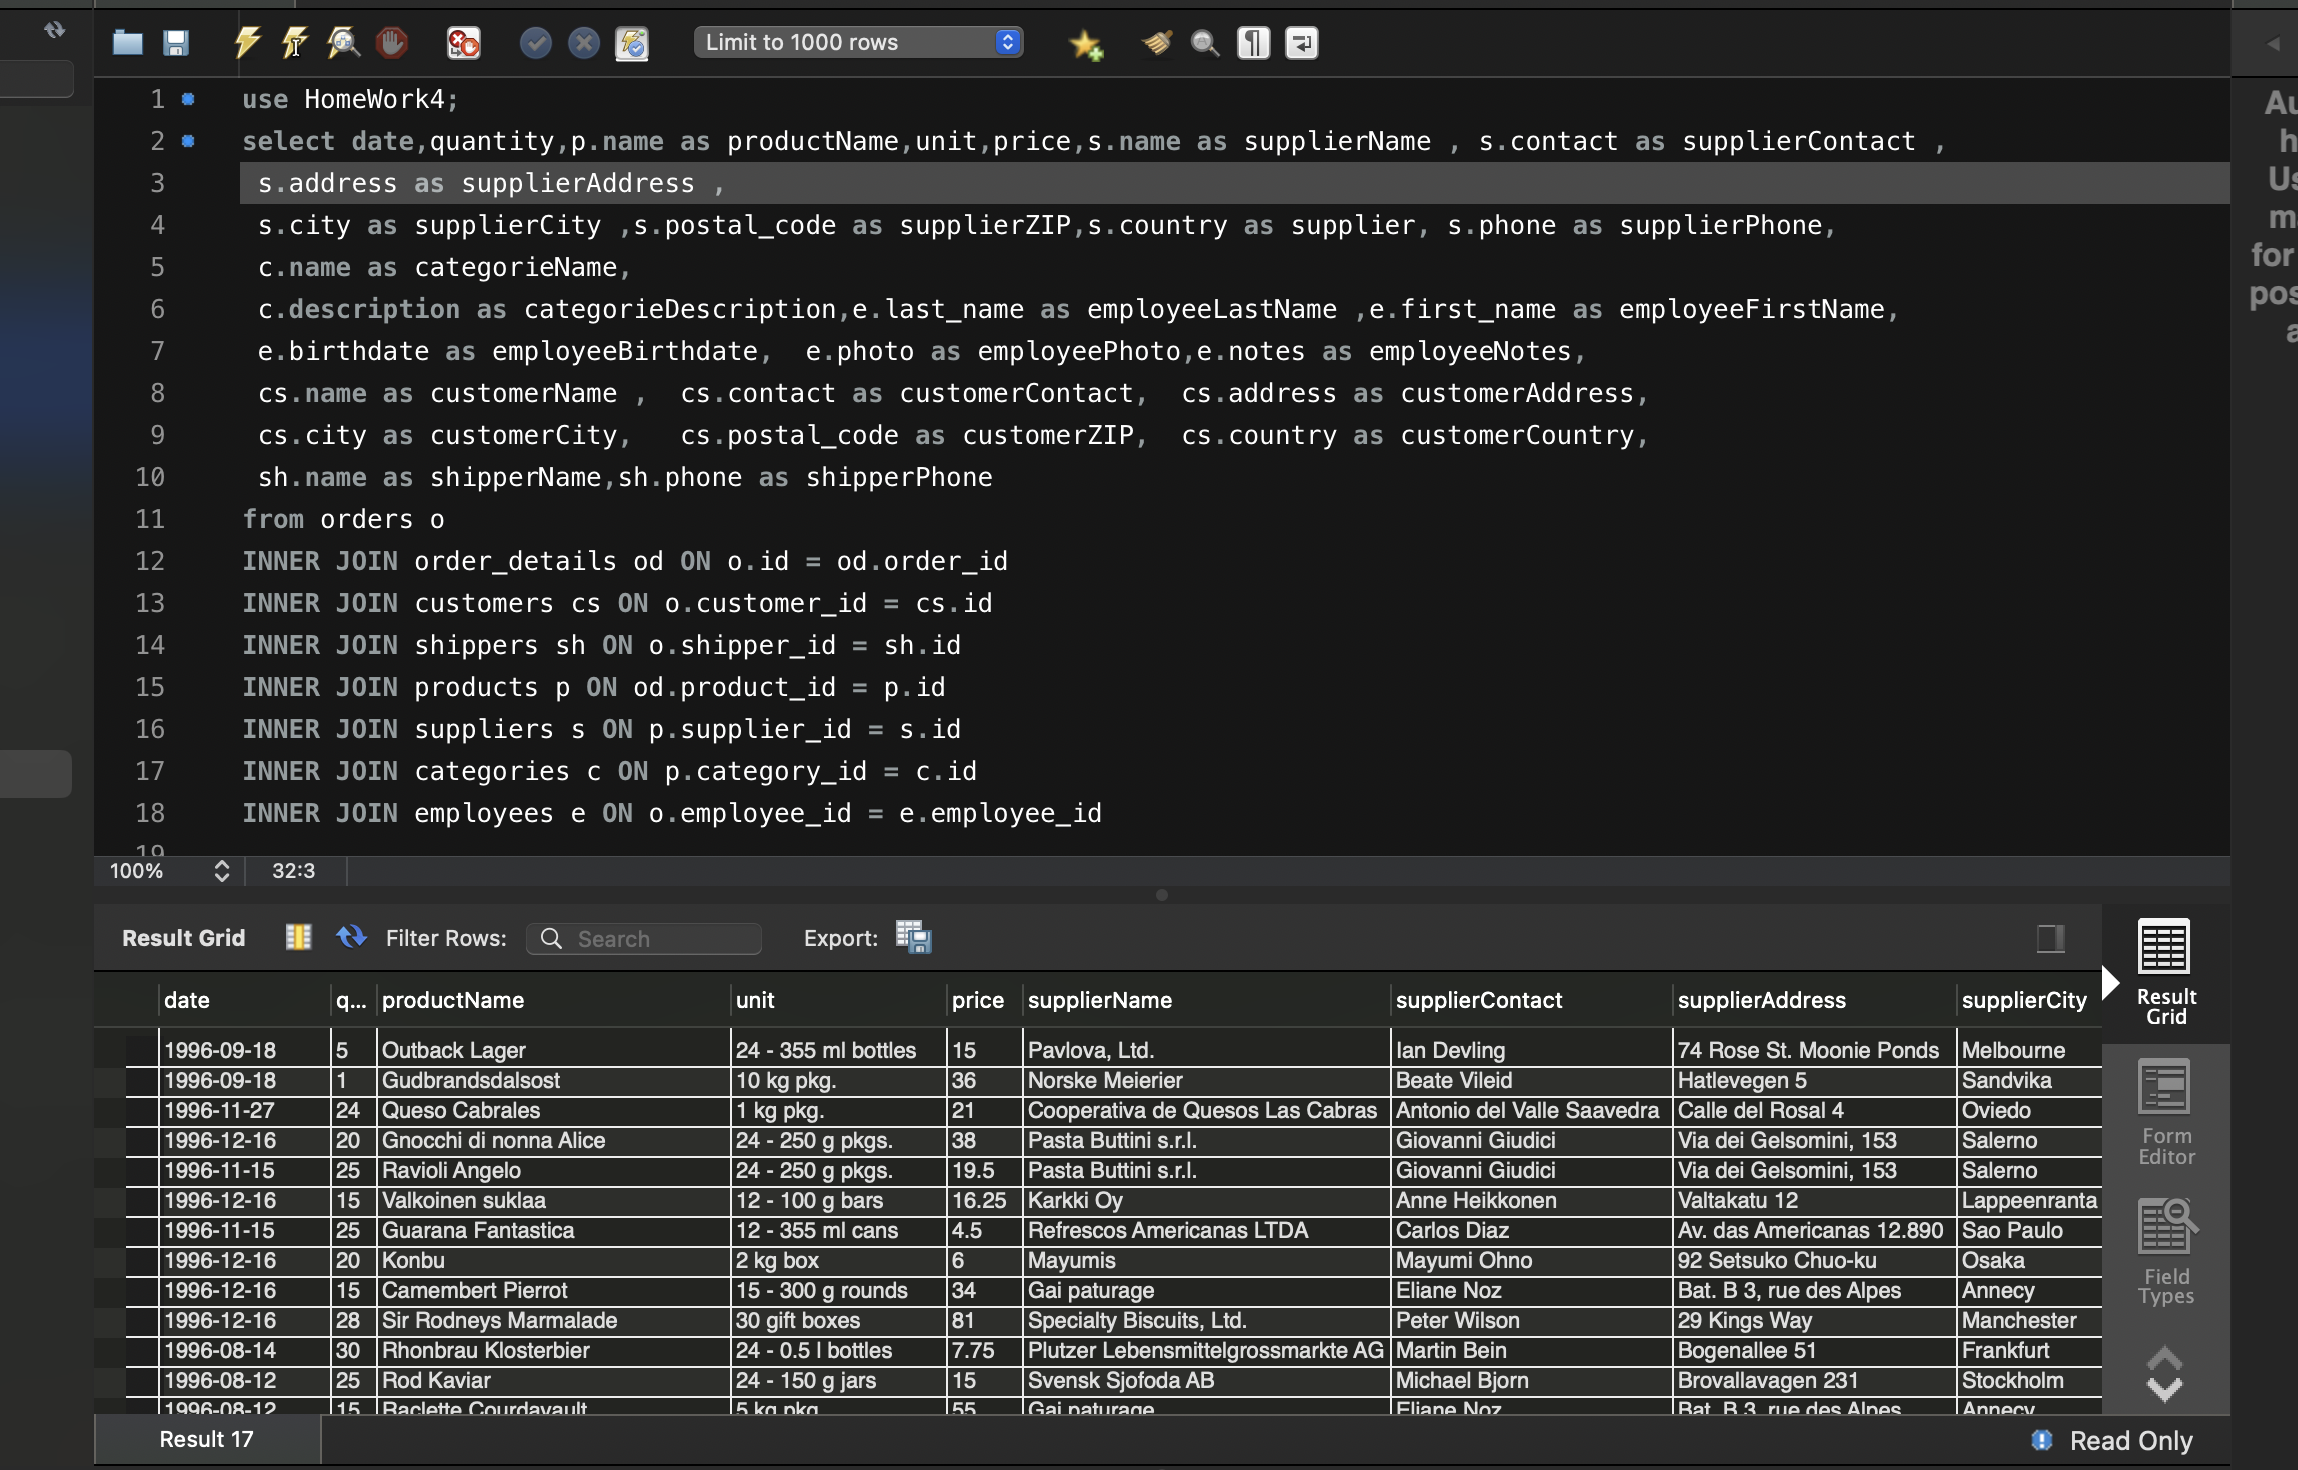 Limit to 1000 rows
1 use HomeWork4;
2 select date,quantity,p.name as productName,unit,price,s.name as supplierName , s.contact as supplierContact ,
3 s.address as supplierAddress ,
4 s.city as supplierCity ,s.postal_code as supplierZIP,s.country as supplier, s.phone as supplierPhone,
5 c.name as categorieName,
6 c.description as categorieDescription,e.last_name as employeeLastName ,e.first_name as employeeFirstName,
7 e.birthdate as employeeBirthdate, e.photo as employeePhoto,e.notes as employeeNotes,
8 cs.name as customerName , cs.contact as customerContact, cs.address as customerAddress,
9 cs.city as customerCity, cs.postal_code as customerZIP, cs.country as customerCountry,
10 sh.name as shipperName,sh.phone as shipperPhone
11 from orders o
12 INNER JOIN order_details od ON o.id = od.order_id
13 INNER JOIN customers cs ON o.customer_id = cs.id
14 INNER JOIN shippers sh ON o.shipper_id = sh.id
15 INNER JOIN products p ON od.product_id = p.id
16 INNER JOIN suppliers s ON p.supplier_id = s.id
17 INNER JOIN categories c ON p.category_id = c.id
18 INNER JOIN employees e ON o.employee_id = e.employee_id
19
100% 32:3
Result Grid Filter Rows: Search Export:
date q... productName unit price supplierName supplierContact supplierAddress supplierCity
1996-09-18 5 Outback Lager 24 - 355 ml bottles 15 Pavlova, Ltd. Ian Devling 74 Rose St. Moonie Ponds Melbourne
1996-09-18 1 Gudbrandsdalsost 10 kg pkg. 36 Norske Meierier Beate Vileid Hatlevegen 5 Sandvika
1996-11-27 24 Queso Cabrales 1 kg pkg. 21 Cooperativa de Quesos Las Cabras Antonio del Valle Saavedra Calle del Rosal 4 Oviedo
1996-12-16 20 Gnocchi di nonna Alice 24 - 250 g pkgs. 38 Pasta Buttini s.r.l. Giovanni Giudici Via dei Gelsomini, 153 Salerno
1996-11-15 25 Ravioli Angelo 24 - 250 g pkgs. 19.5 Pasta Buttini s.r.l. Giovanni Giudici Via dei Gelsomini, 153 Salerno
1996-12-16 15 Valkoinen suklaa 12 - 100 g bars 16.25 Karkki Oy Anne Heikkonen Valtakatu 12 Lappeenranta
1996-11-15 25 Guarana Fantastica 12 - 355 ml cans 4.5 Refrescos Americanas LTDA Carlos Diaz Av. das Americanas 12.890 Sao Paulo
1996-12-16 20 Konbu 2 kg box 6 Mayumis Mayumi Ohno 92 Setsuko Chuo-ku Osaka
1996-12-16 15 Camembert Pierrot 15 - 300 g rounds 34 Gai paturage Eliane Noz Bat. B 3, rue des Alpes Annecy
1996-12-16 28 Sir Rodneys Marmalade 30 gift boxes 81 Specialty Biscuits, Ltd. Peter Wilson 29 Kings Way Manchester
1996-08-14 30 Rhonbrau Klosterbier 24 - 0.5 l bottles 7.75 Plutzer Lebensmittelgrossmarkte AG Martin Bein Bogenallee 51 Frankfurt
1996-08-12 25 Rod Kaviar 24 - 150 g jars 15 Svensk Sjofoda AB Michael Bjorn Brovallavagen 231 Stockholm
1996-08-12 15 Raclette Courdavault 5 kg pkg. 55 Gai paturage Eliane Noz Bat. B 3, rue des Alpes Annecy
Result
Grid
Form
Editor
Field
Types
Result 17
Read Only
for